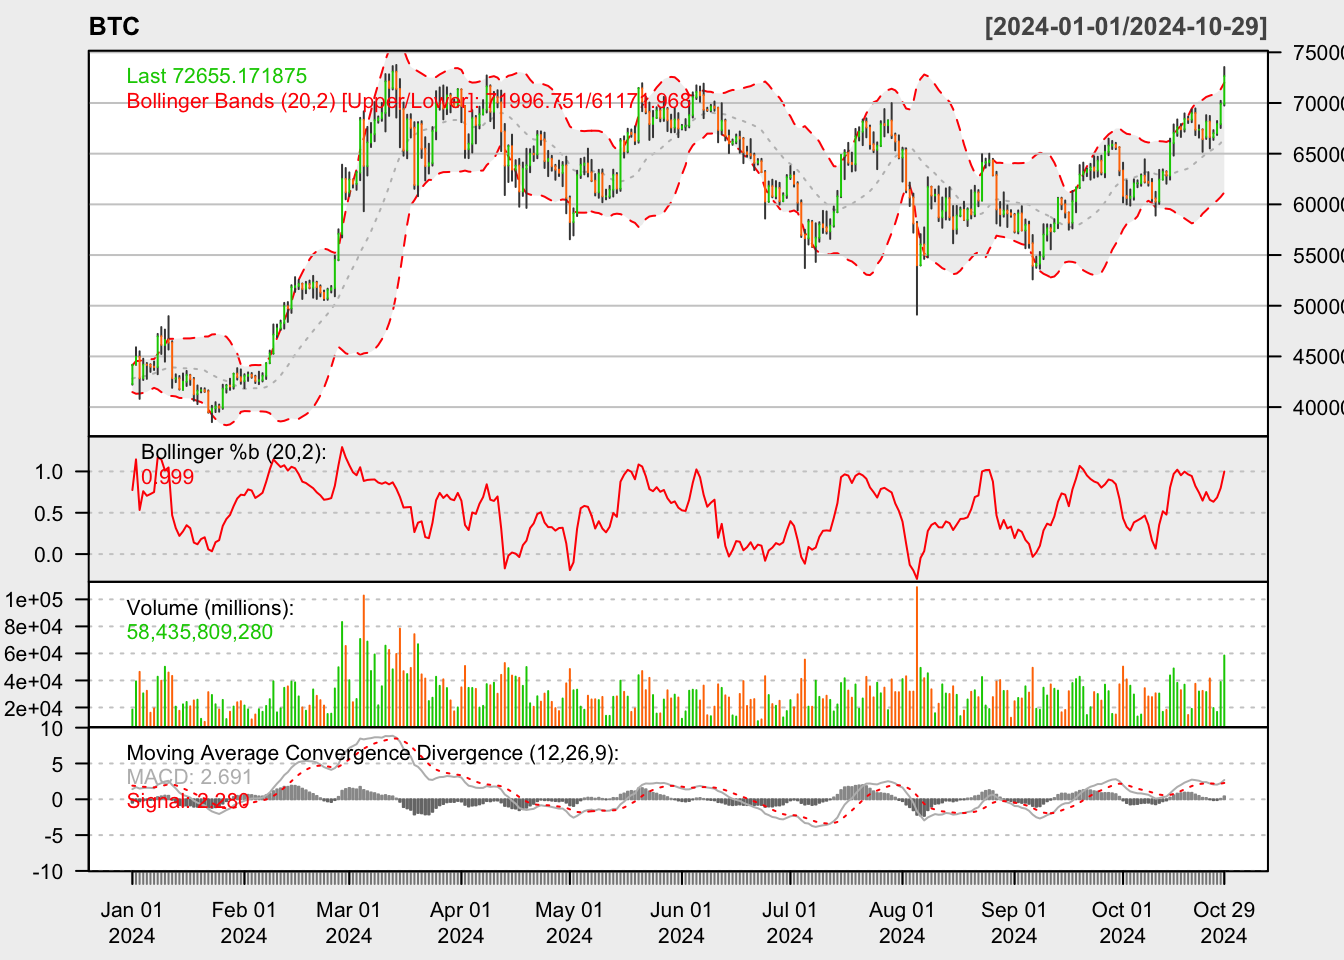 BTC
[2024-01-01/2024-10-29]
Last 72655.171875
Bollinger Bands (20,2) [Upper/Lower]: 71996.751/61174.968
75000
70000
65000
60000
55000
50000
45000
40000
Bollinger %b (20,2):
0.999
1.0
0.5
0.0
Volume (millions):
58,435,809,280
1e+05
8e+04
6e+04
4e+04
2e+04
Moving Average Convergence Divergence (12,26,9):
MACD: 2.691
Signal: 2.280
10
5
0
-5
-10
Jan 01 Feb 01 Mar 01 Apr 01 May 01 Jun 01 Jul 01 Aug 01 Sep 01 Oct 01 Oct 29
2024 2024 2024 2024 2024 2024 2024 2024 2024 2024 2024